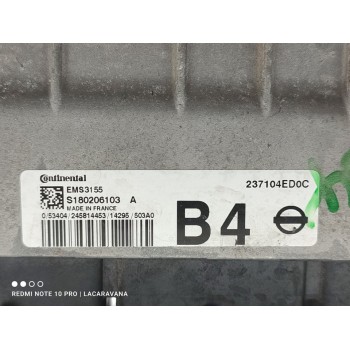 Continental
EMS3155
237104ED0C
S180206103 A
MADE IN FRANCE
0/53404/245814453/14295/503A0
B4
REDMI NOTE 10 PRO | LACARAVANA